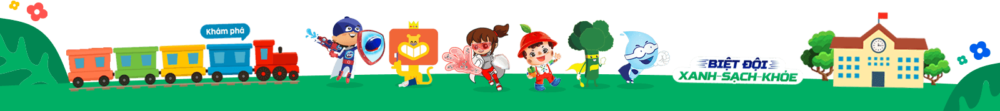 Khám phá
BIỆT ĐỘI
XANH-SẠCH-KHỎE